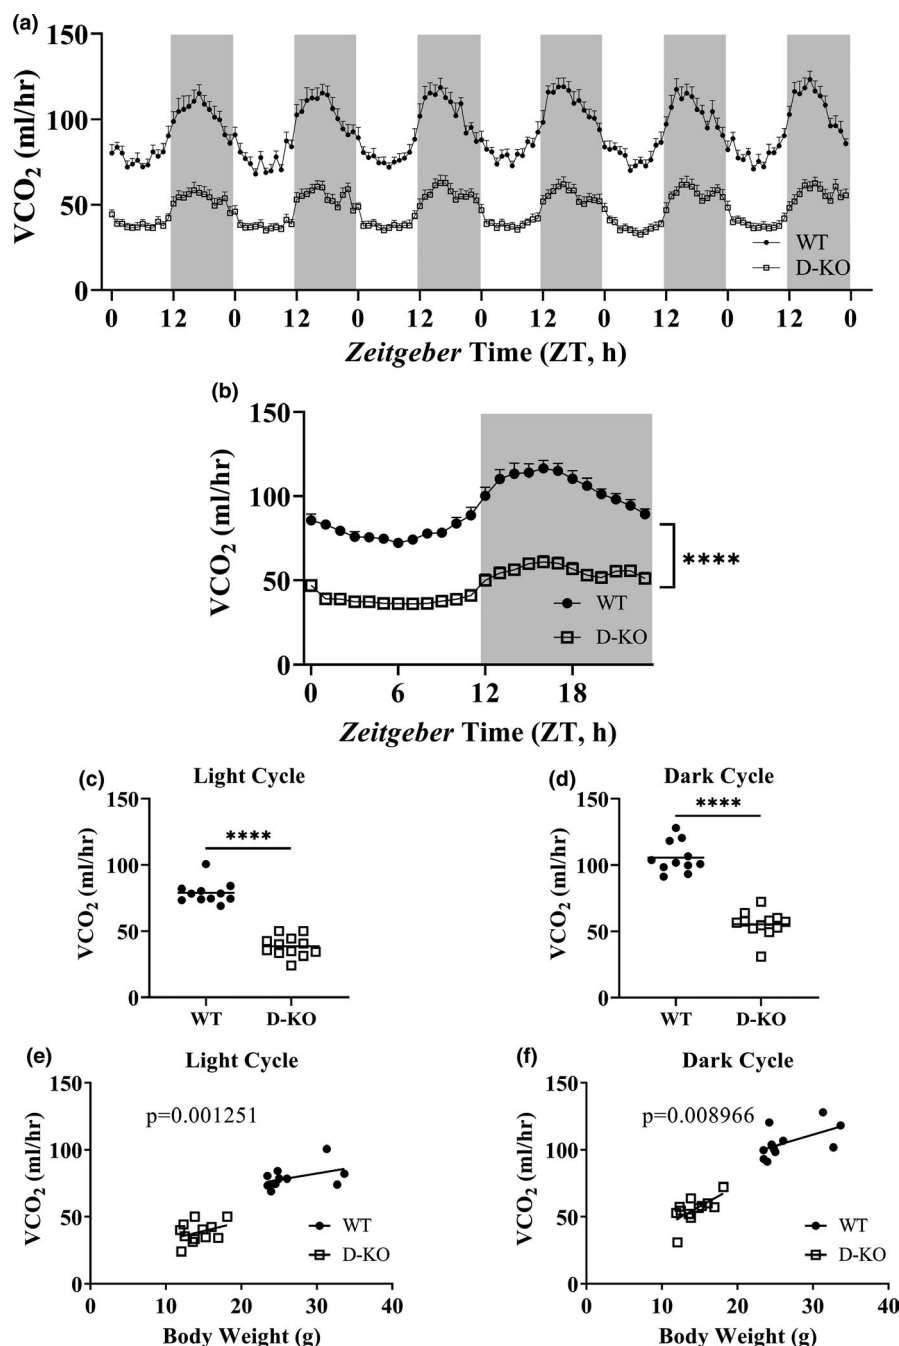 (a)
150
100
50
0
VCO2 (ml/hr)
WT
D-KO
0 12 0 12 0 12 0 12 0 12 0 12 0
Zeitgeber Time (ZT, h)
(b)
150
100
50
0
VCO2 (ml/hr)
****
WT
D-KO
0 6 12 18
Zeitgeber Time (ZT, h)
(c)
Light Cycle
150
100
50
0
VCO2 (ml/hr)
****
WT D-KO
(d)
Dark Cycle
150
100
50
0
VCO2 (ml/hr)
****
WT D-KO
(e)
Light Cycle
150
100
50
0
VCO2 (ml/hr)
p=0.001251
WT
D-KO
0 10 20 30 40
Body Weight (g)
(f)
Dark Cycle
150
100
50
0
VCO2 (ml/hr)
p=0.008966
WT
D-KO
0 10 20 30 40
Body Weight (g)